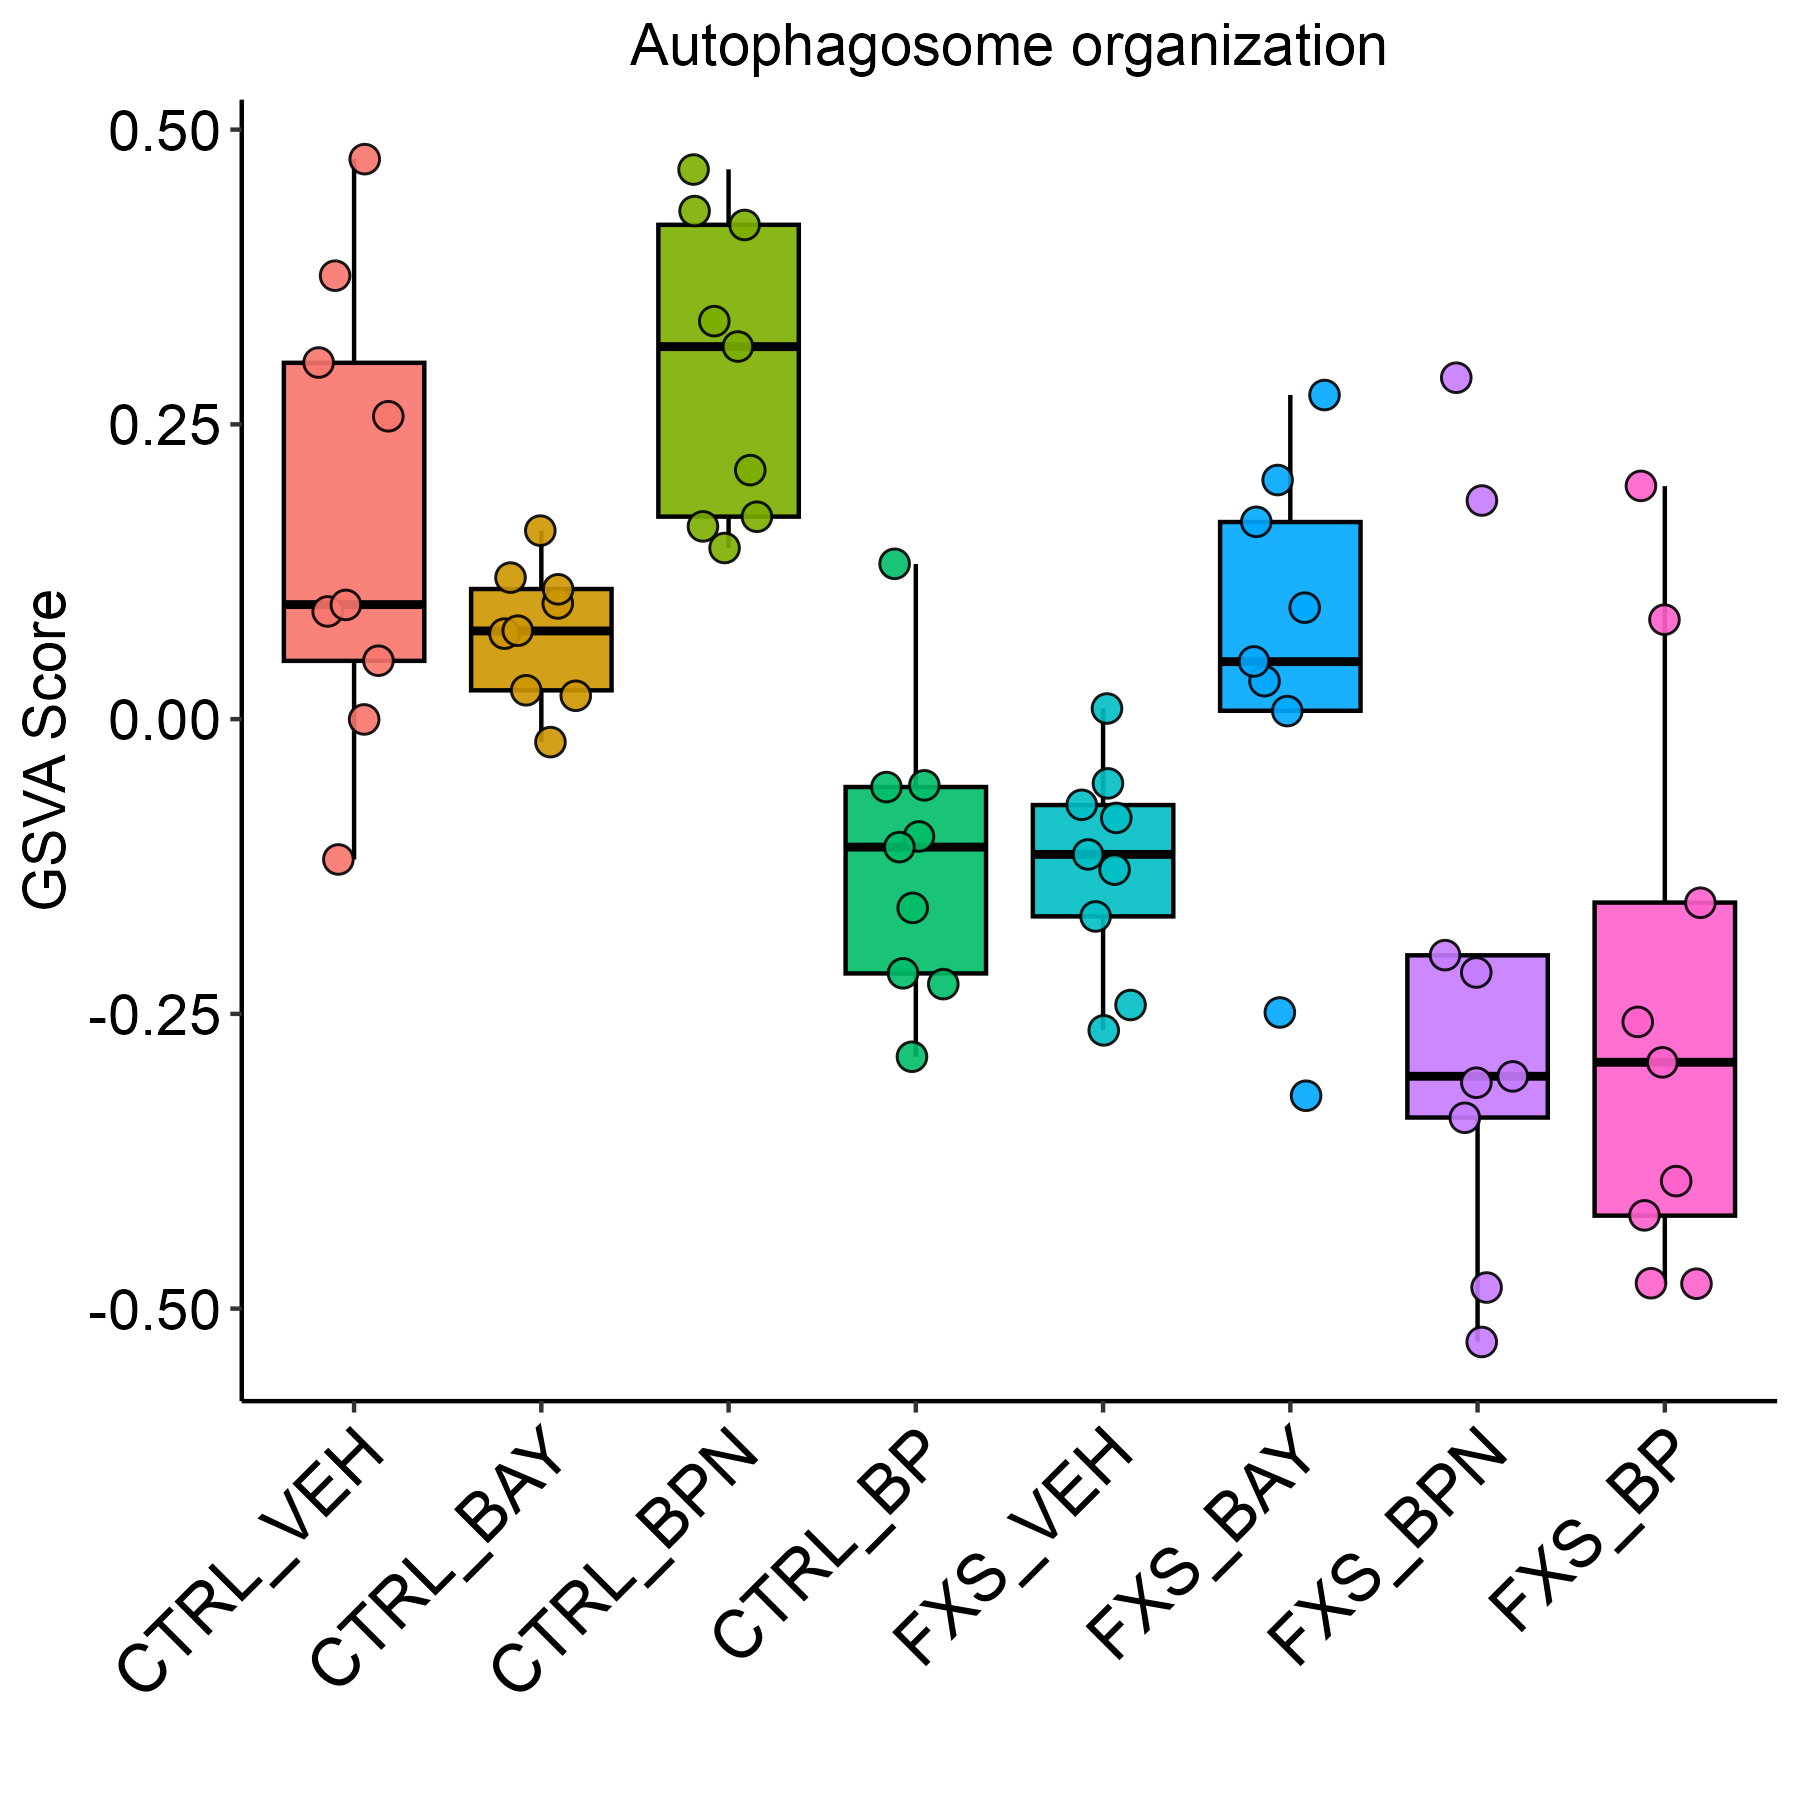 Autophagosome organization
GSVA Score
0.50
0.25
0.00
-0.25
-0.50
CTRL_VEH
CTRL_BAY
CTRL_BPN
CTRL_BP
FXS_VEH
FXS_BAY
FXS_BPN
FXS_BP